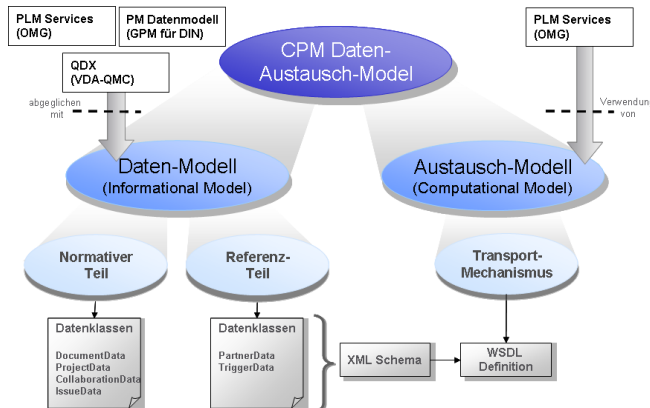 PLM Services
(OMG)
PM Datenmodell
(GPM für DIN)
QDX
(VDA-QMC)
abgeglichen
mit
CPM Daten-
Austausch-Model
PLM Services
(OMG)
Verwendun
von
Daten-Modell
(Informational Model)
Austausch-Modell
(Computational Model)
Normativer
Teil
Referenz-
Teil
Transport-
Mechanismus
Datenklassen
DocumentData
ProjectData
CollaborationData
IssueData
Datenklassen
PartnerData
TriggerData
XML Schema
WSDL
Definition